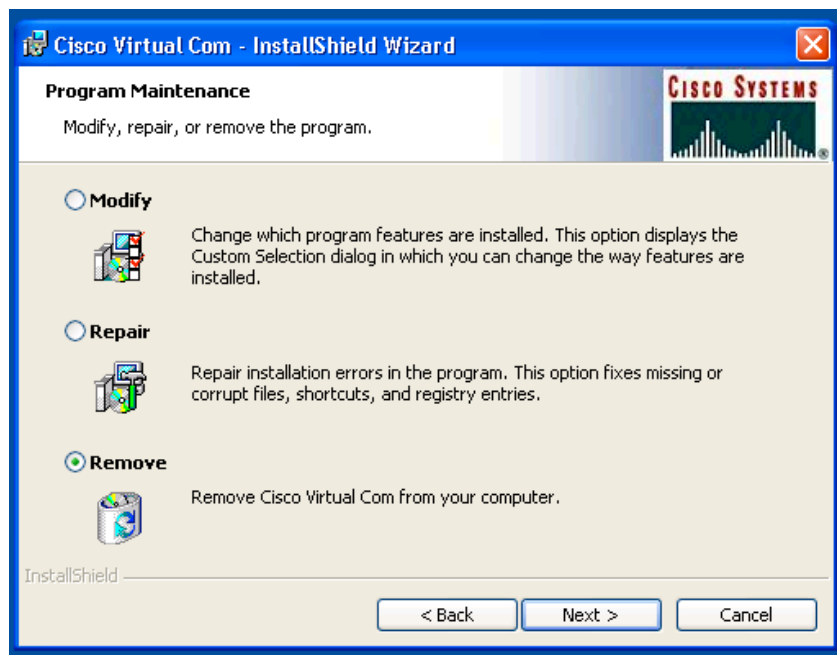 Cisco Virtual Com - InstallShield Wizard
Program Maintenance
Modify, repair, or remove the program.
CISCO SYSTEMS
®
Modify
Change which program features are installed. This option displays the
Custom Selection dialog in which you can change the way features are
installed.
Repair
Repair installation errors in the program. This option fixes missing or
corrupt files, shortcuts, and registry entries.
Remove
Remove Cisco Virtual Com from your computer.
InstallShield
< Back
Next >
Cancel